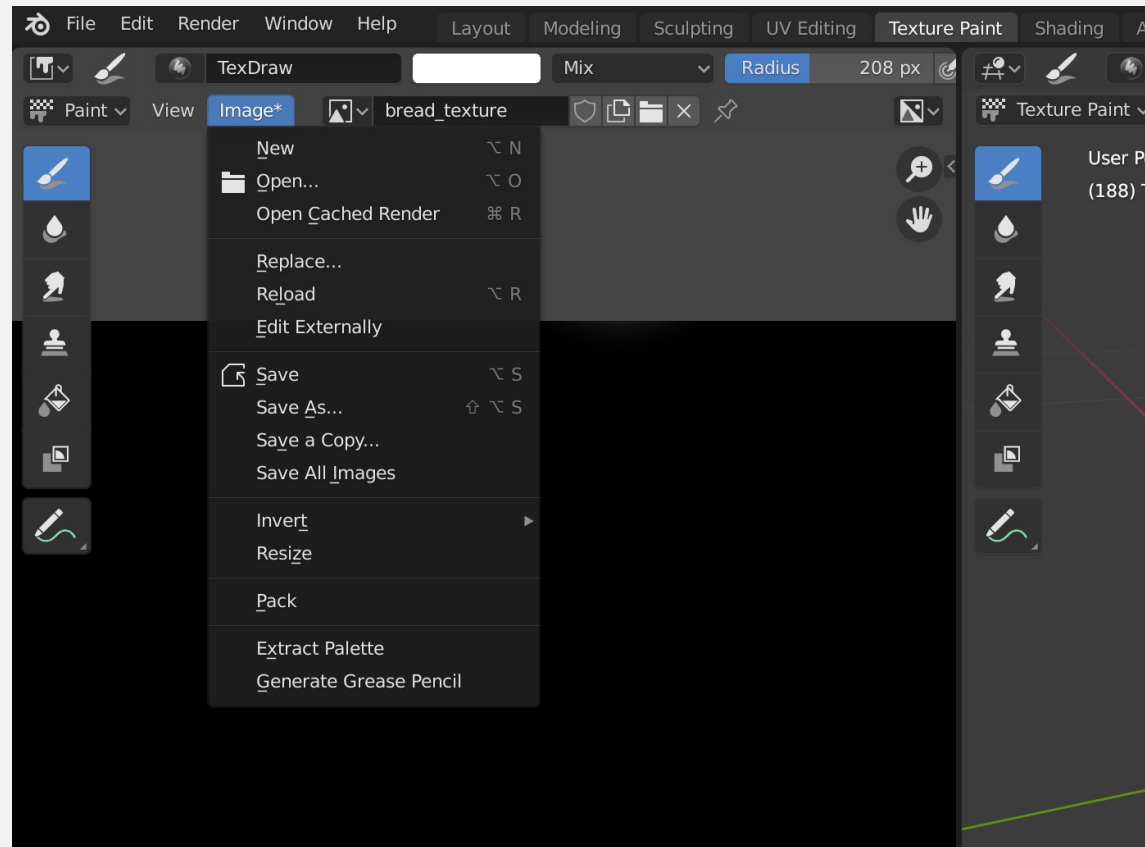 File Edit Render Window Help Layout Modeling Sculpting UV Editing Texture Paint Shading
TexDraw Mix Radius 208 px
Paint View Image* bread_texture Texture Paint
New ⌥ N
Open... ⌥ O
Open Cached Render ⌘ R
Replace...
Reload ⌥ R
Edit Externally
Save ⌥ S
Save As... ⇧ ⌥ S
Save a Copy...
Save All Images
Invert
Resize
Pack
Extract Palette
Generate Grease Pencil
User P
(188)